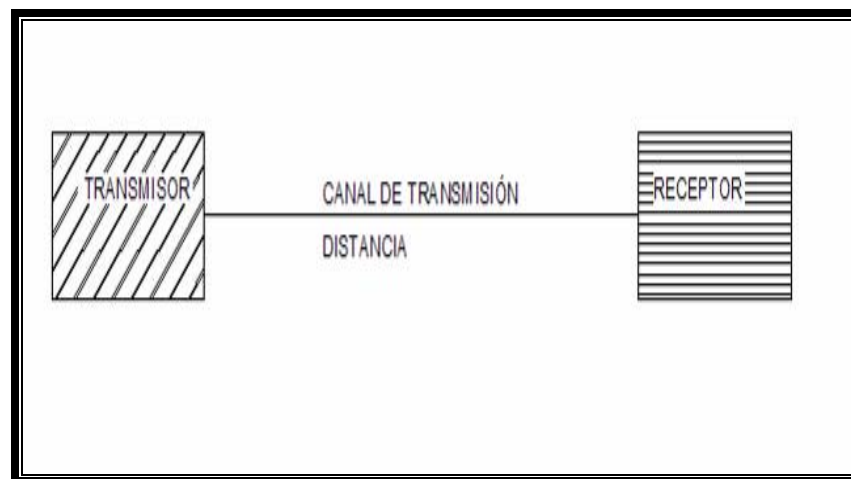 TRANSMISOR
CANAL DE TRANSMISIÓN
DISTANCIA
RECEPTOR